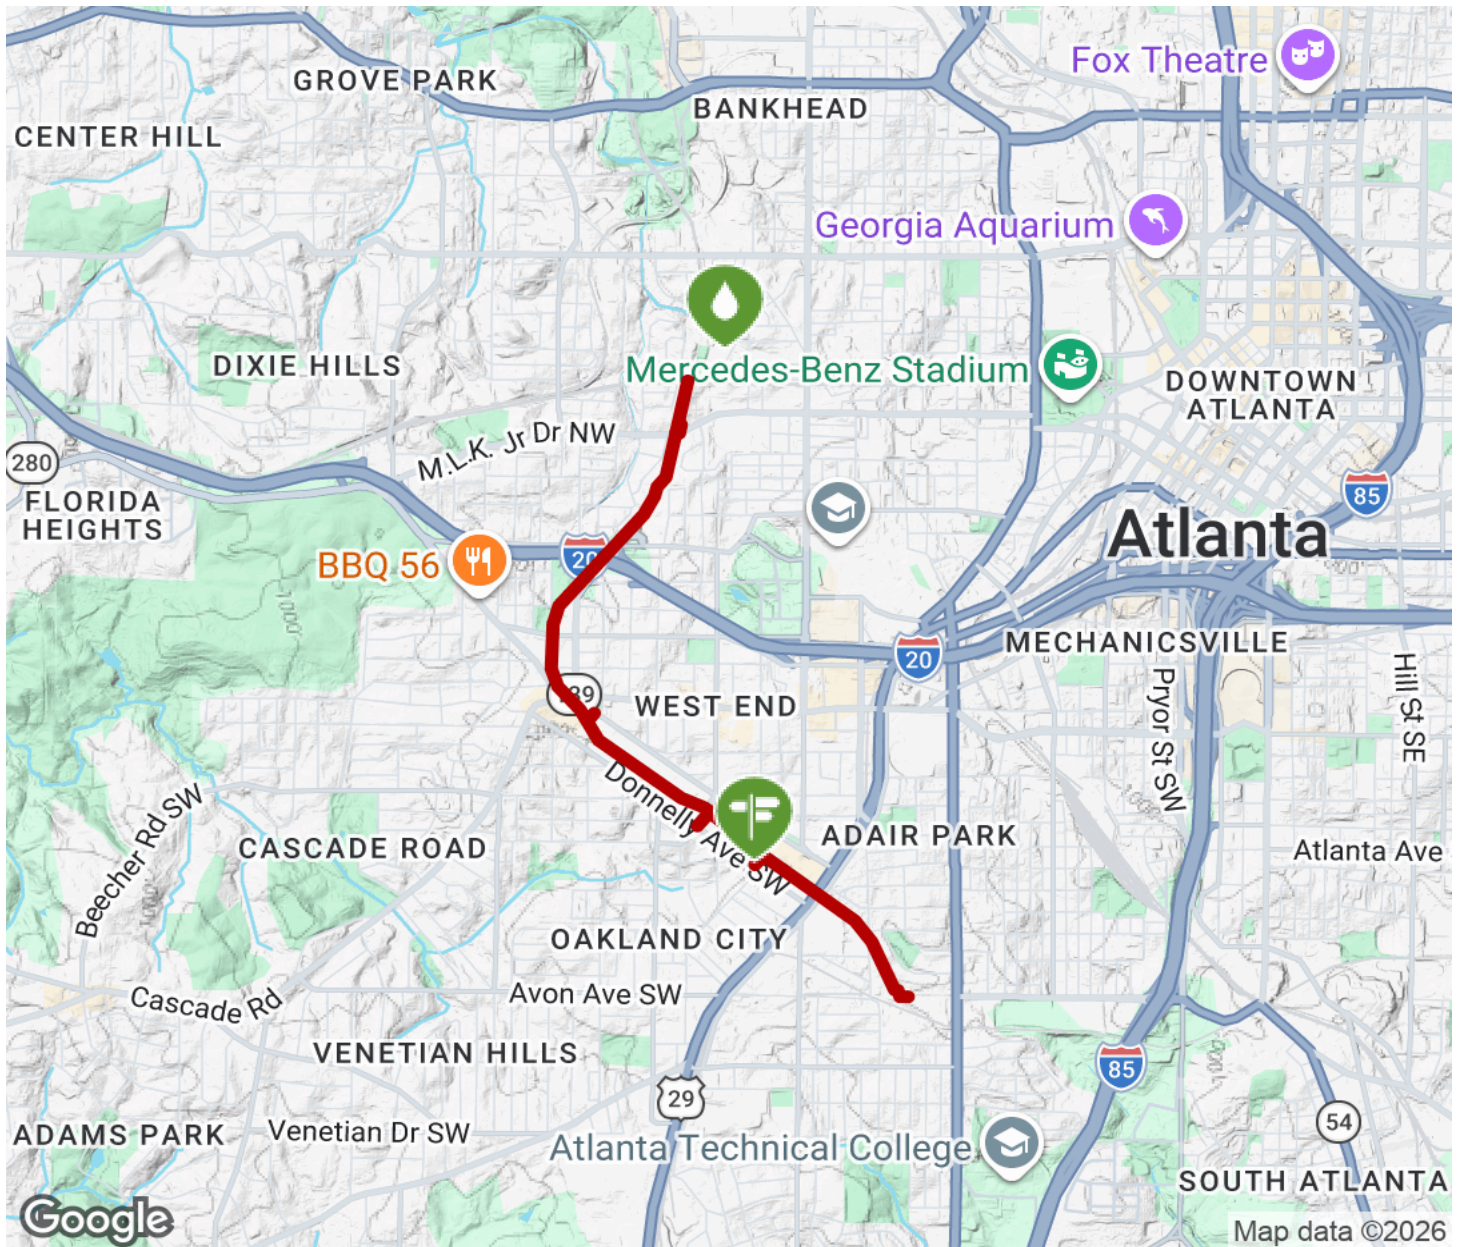 Fox Theatre
GROVE PARK
BANKHEAD
CENTER HILL
Georgia Aquarium
Mercedes-Benz Stadium
DIXIE HILLS
DOWNTOWN
ATLANTA
M.L.K. Jr Dr NW
280
85
FLORIDA
HEIGHTS
Atlanta
20
BBQ 56
1000
MECHANICSVILLE
20
Hill St SE
Pryor St SW
WEST END
Donnelly Ave SW
Beecher Rd SW
ADAIR PARK
CASCADE ROAD
Atlanta Ave
OAKLAND CITY
Avon Ave SW
Cascade Rd
VENETIAN HILLS
85
29
54
ADAMS PARK
Venetian Dr SW
Atlanta Technical College
SOUTH ATLANTA
Google
Map data ©2026